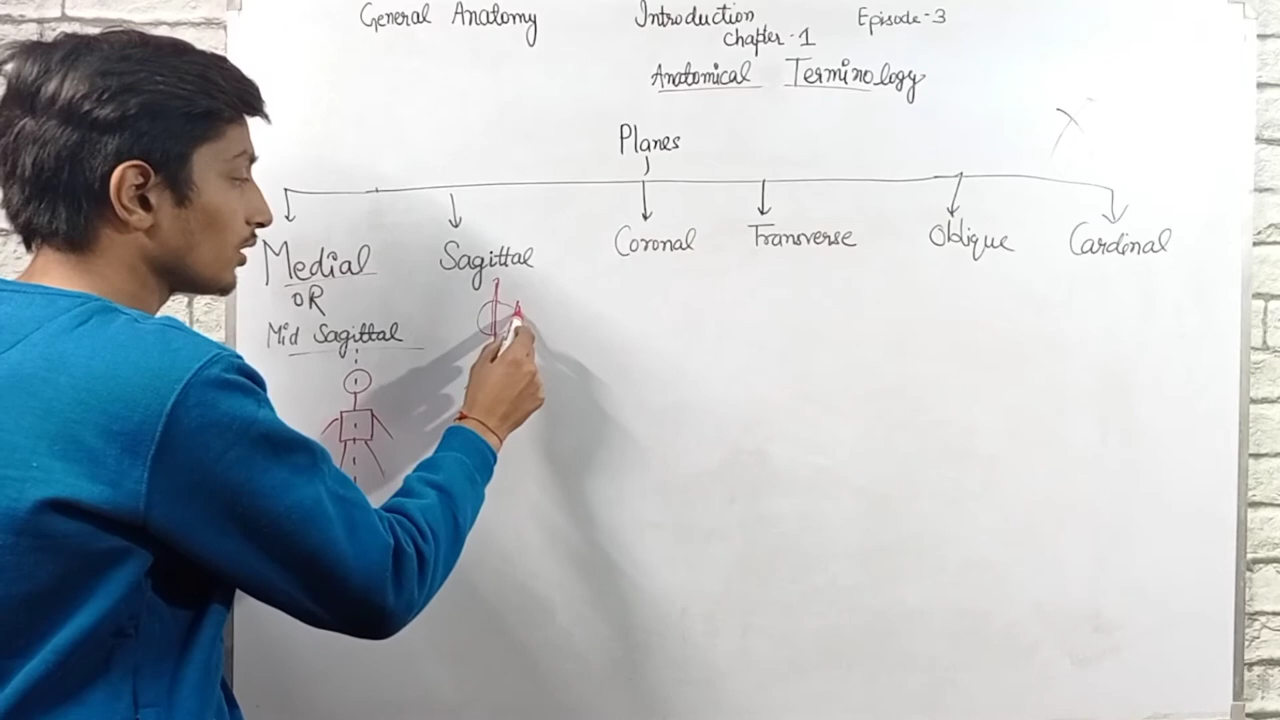 General Anatomy Introduction Episode-3
Chapter-1
Anatomical Terminology
Planes
Medial Sagittal Coronal Transverse Oblique Cardinal
OR
Mid Sagittal